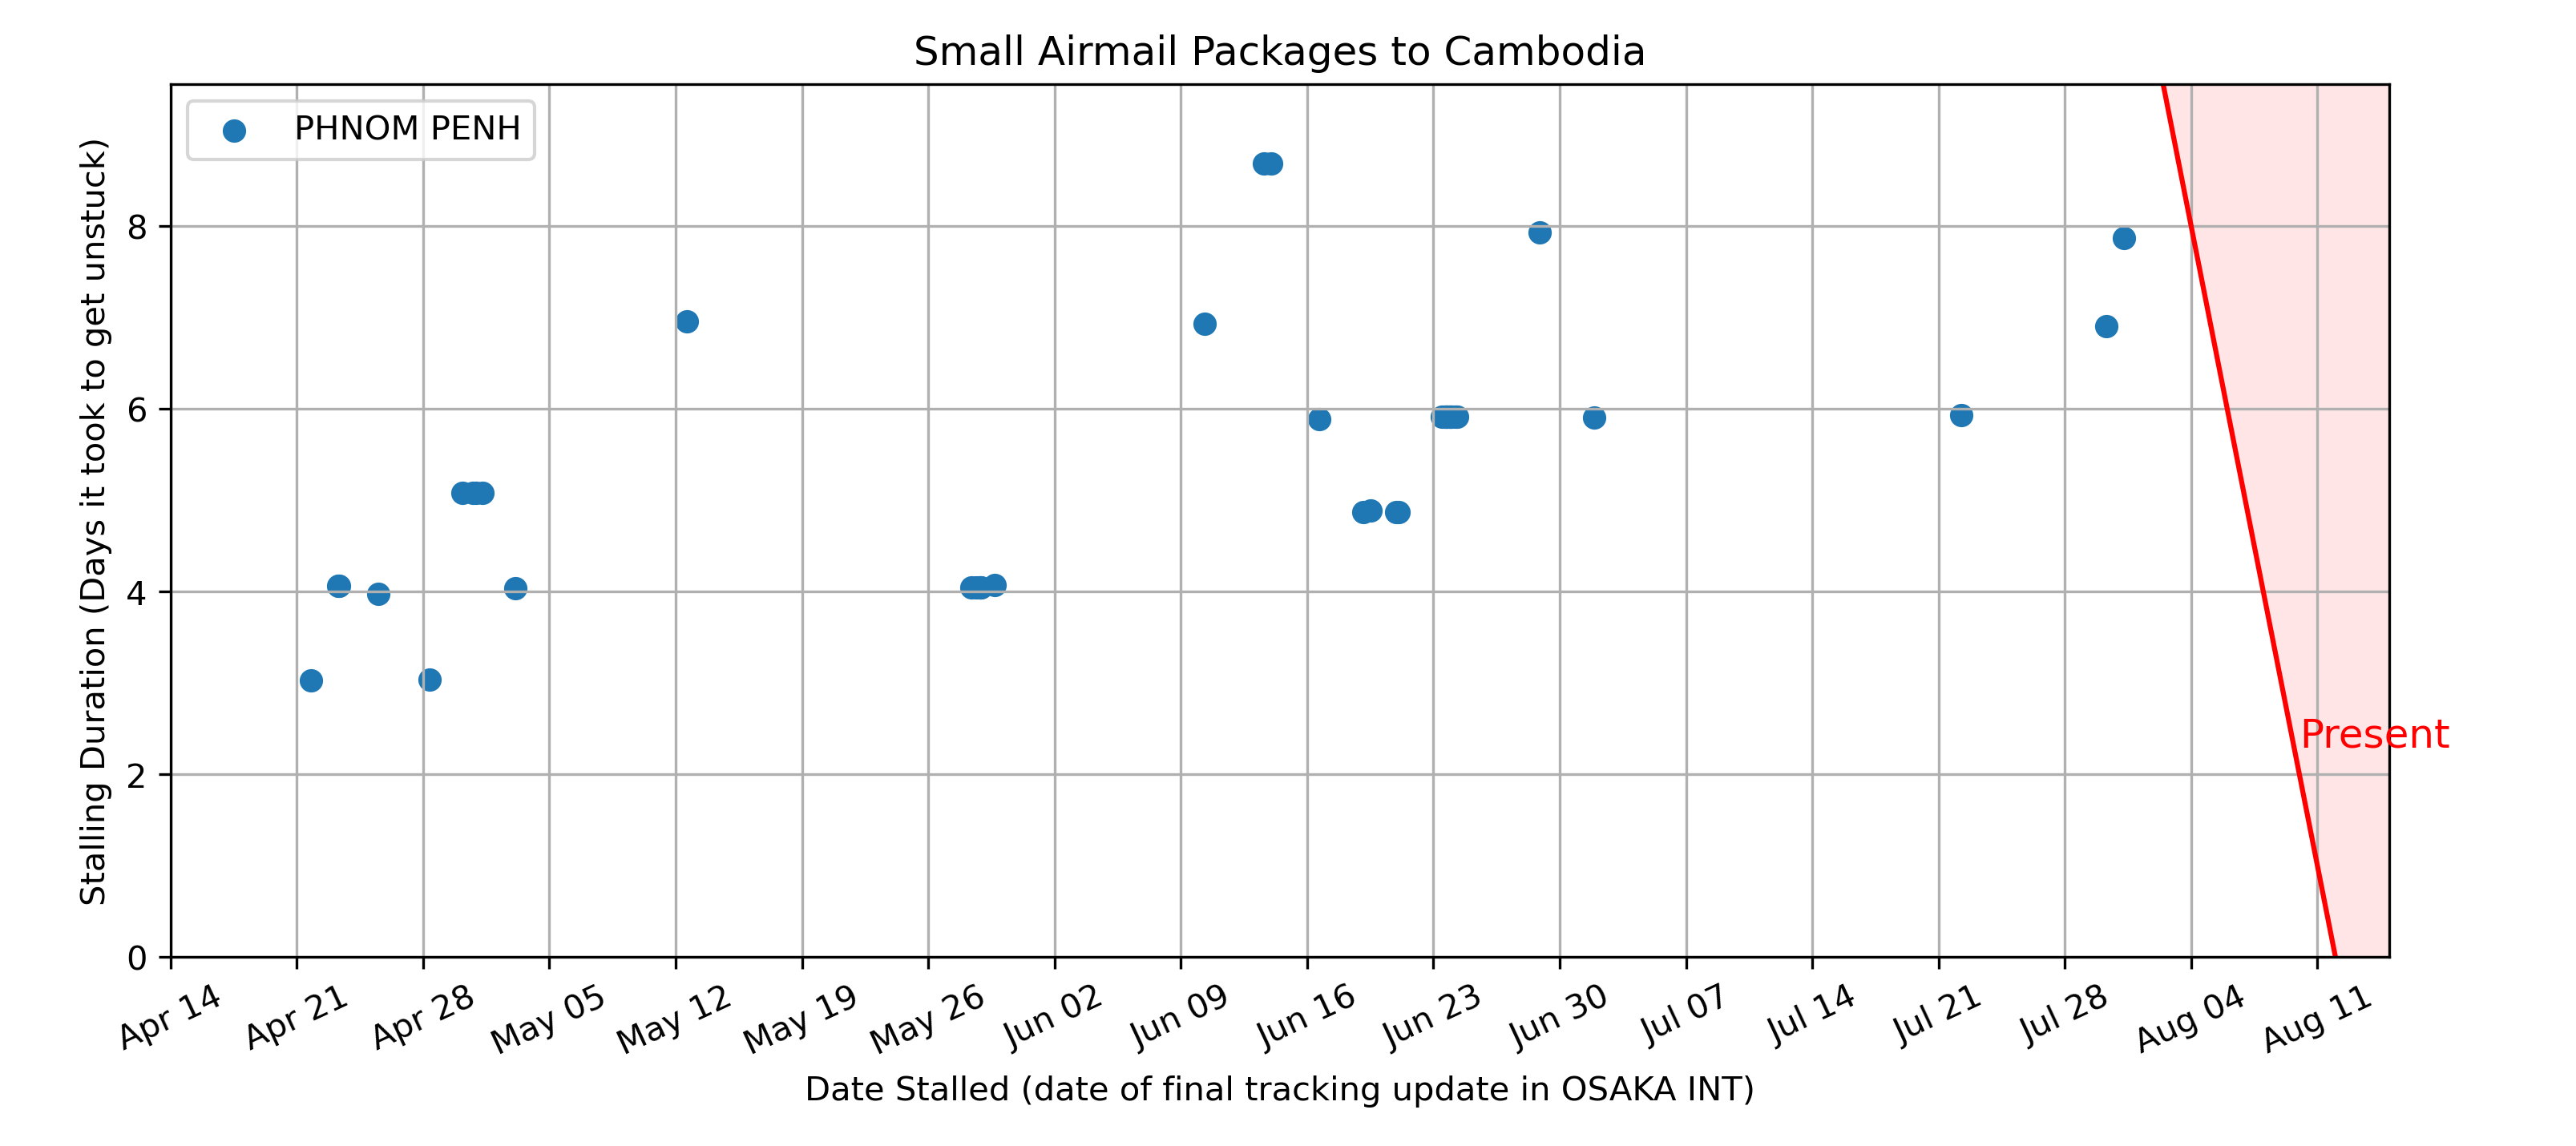 Small Airmail Packages to Cambodia
PHNOM PENH
Stalling Duration (Days it took to get unstuck)
8
6
4
2
0
Present
Apr 14
Apr 21
Apr 28
May 05
May 12
May 19
May 26
Jun 02
Jun 09
Jun 16
Jun 23
Jun 30
Jul 07
Jul 14
Jul 21
Jul 28
Aug 04
Aug 11
Date Stalled (date of final tracking update in OSAKA INT)